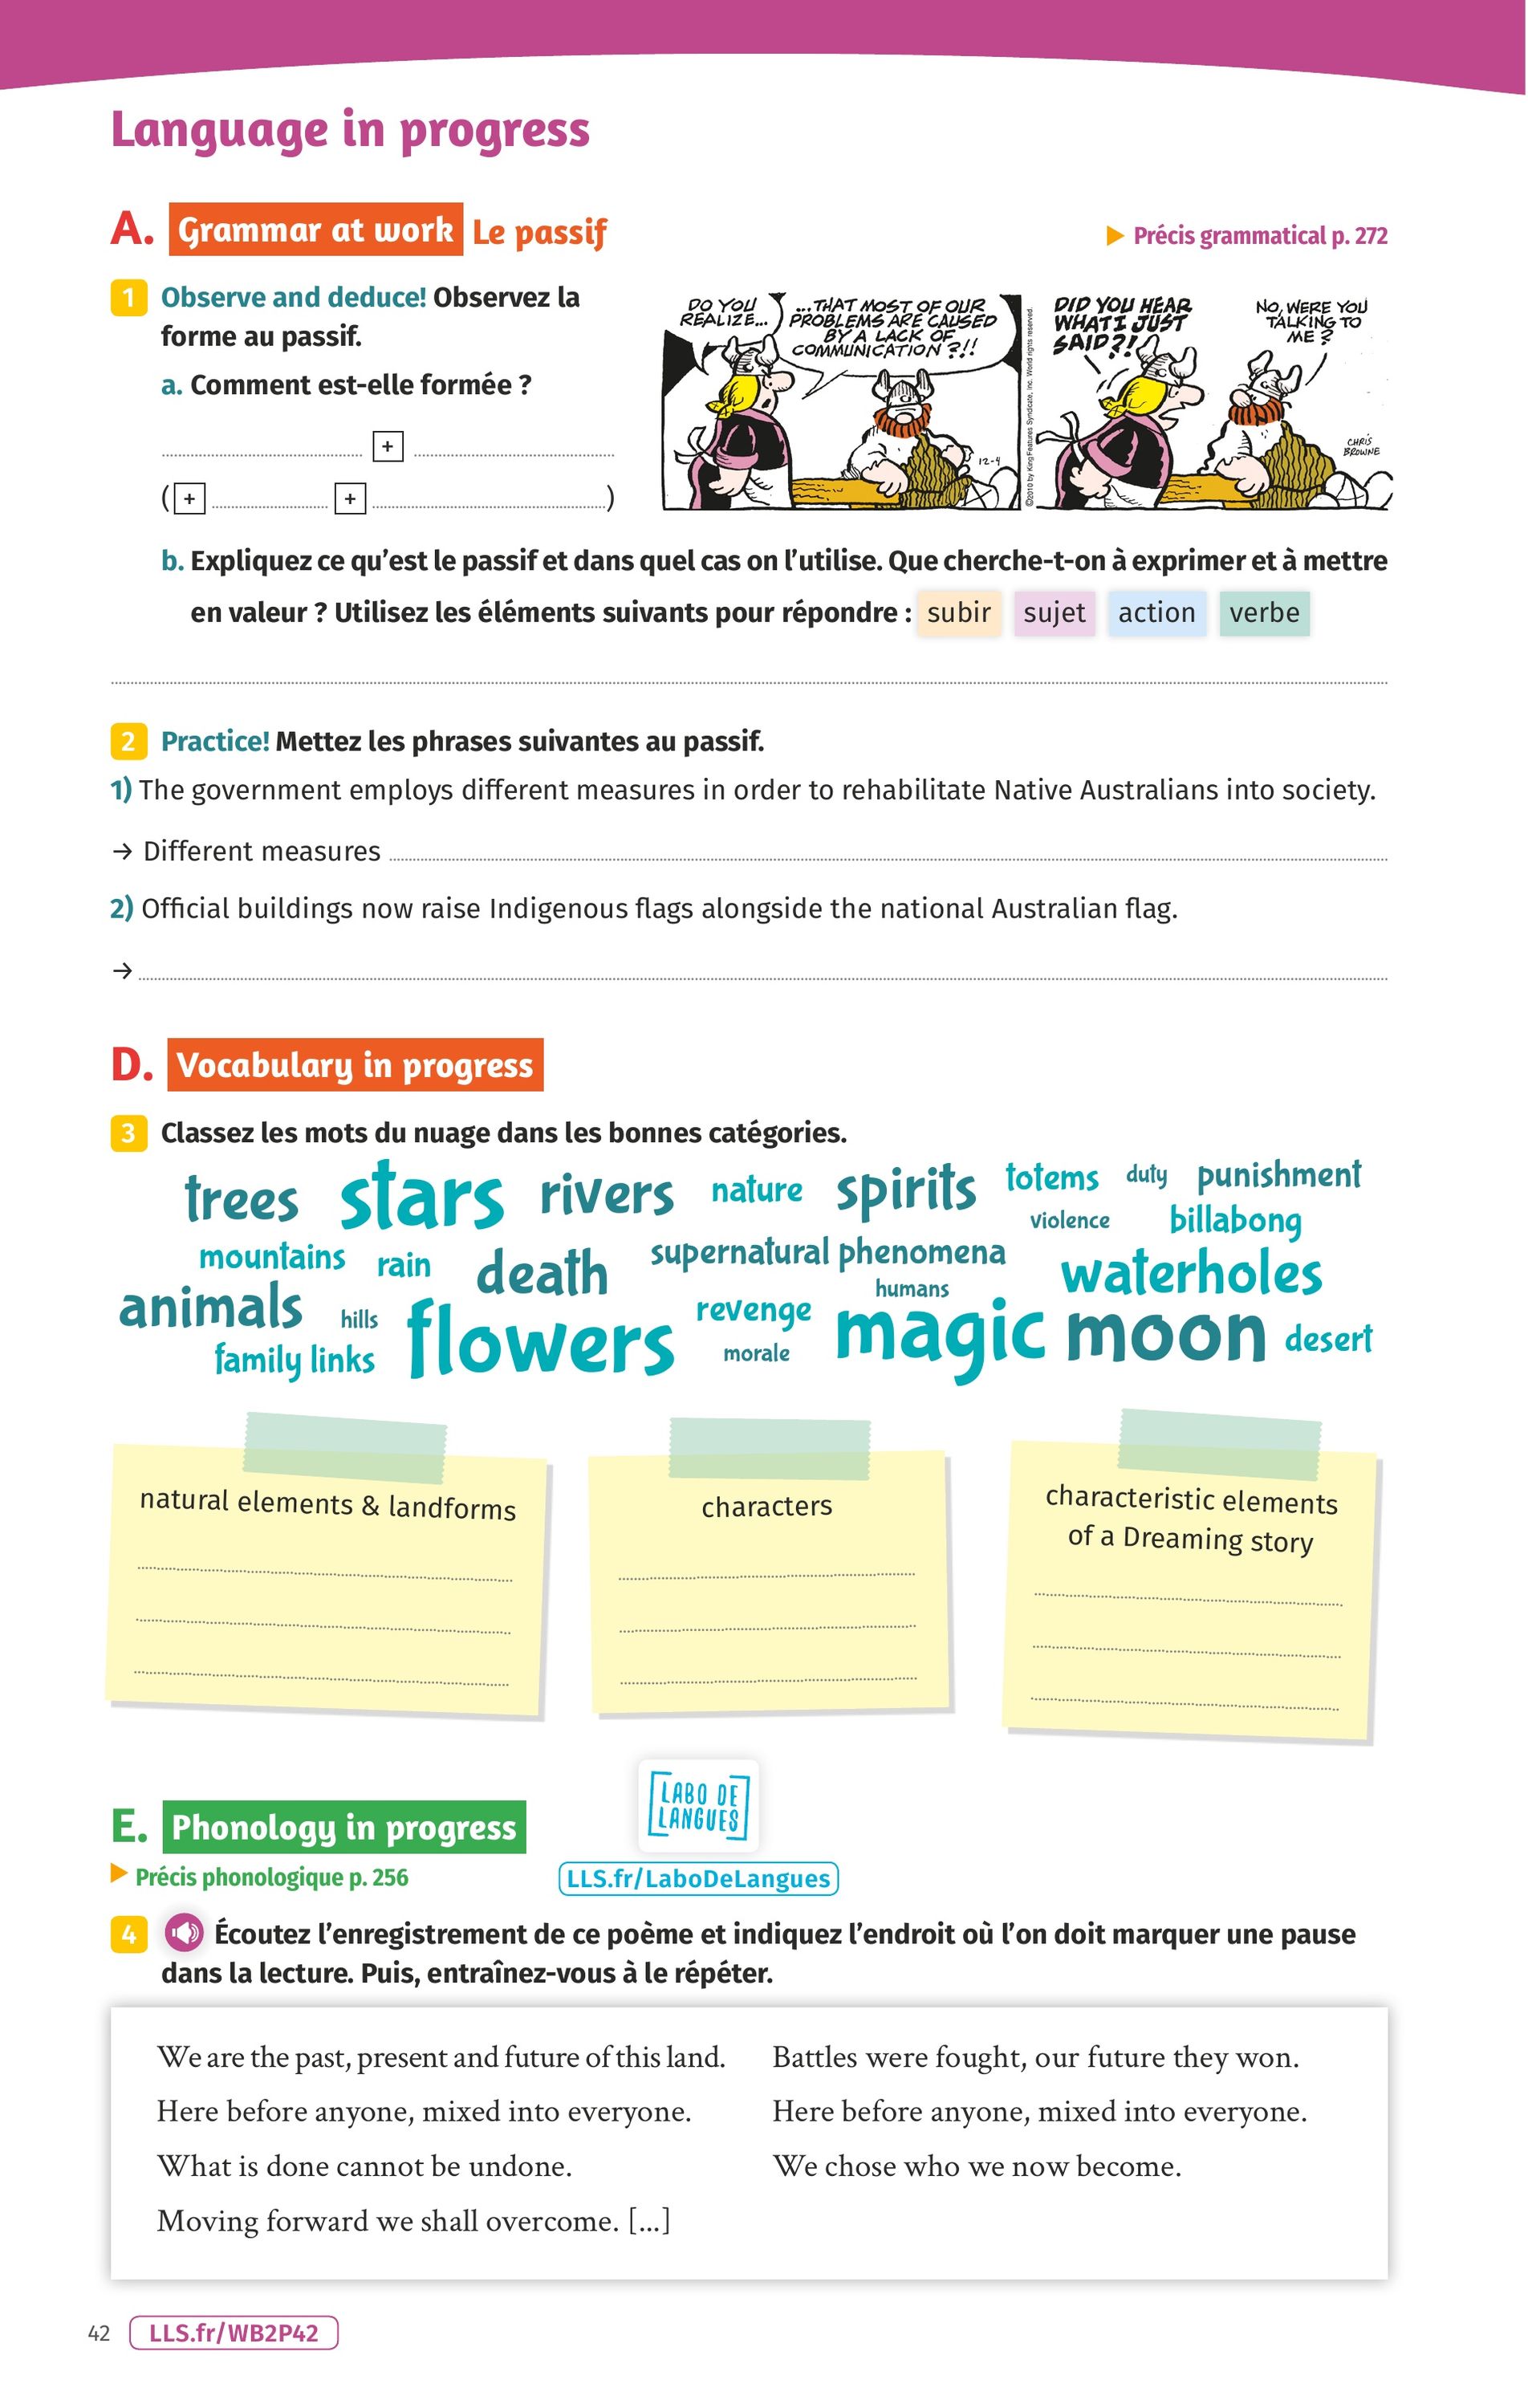 Language in progress
A. Grammar at work Le passif
▶ Précis grammatical p. 272
1 Observe and deduce! Observez la
forme au passif.
a. Comment est-elle formée ?
+
( + + )
DO YOU
REALIZE...
...THAT MOST OF OUR
PROBLEMS ARE CAUSED
BY A LACK OF
COMMUNICATION?!!
12-4
©2010 by King Features Syndicate, Inc. World rights reserved.
DID YOU HEAR
WHAT I JUST
SAID?!
NO, WERE YOU
TALKING TO
ME?
CHRIS
BROWNE
b. Expliquez ce qu’est le passif et dans quel cas on l’utilise. Que cherche-t-on à exprimer et à mettre
en valeur ? Utilisez les éléments suivants pour répondre : subir sujet action verbe
2 Practice! Mettez les phrases suivantes au passif.
1) The government employs different measures in order to rehabilitate Native Australians into society.
→ Different measures
2) Official buildings now raise Indigenous flags alongside the national Australian flag.
→
D. Vocabulary in progress
3 Classez les mots du nuage dans les bonnes catégories.
trees stars rivers nature spirits totems duty punishment
violence billabong
mountains rain death supernatural phenomena waterholes
humans
animals hills flowers revenge magic moon desert
family links morale
natural elements & landforms
characters
characteristic elements
of a Dreaming story
E. Phonology in progress
▶ Précis phonologique p. 256
LABO DE
LANGUES
LLS.fr/LaboDeLangues
4 Écoutez l’enregistrement de ce poème et indiquez l’endroit où l’on doit marquer une pause
dans la lecture. Puis, entraînez-vous à le répéter.
We are the past, present and future of this land.
Here before anyone, mixed into everyone.
What is done cannot be undone.
Moving forward we shall overcome. [...]
Battles were fought, our future they won.
Here before anyone, mixed into everyone.
We chose who we now become.
42 LLS.fr/WB2P42